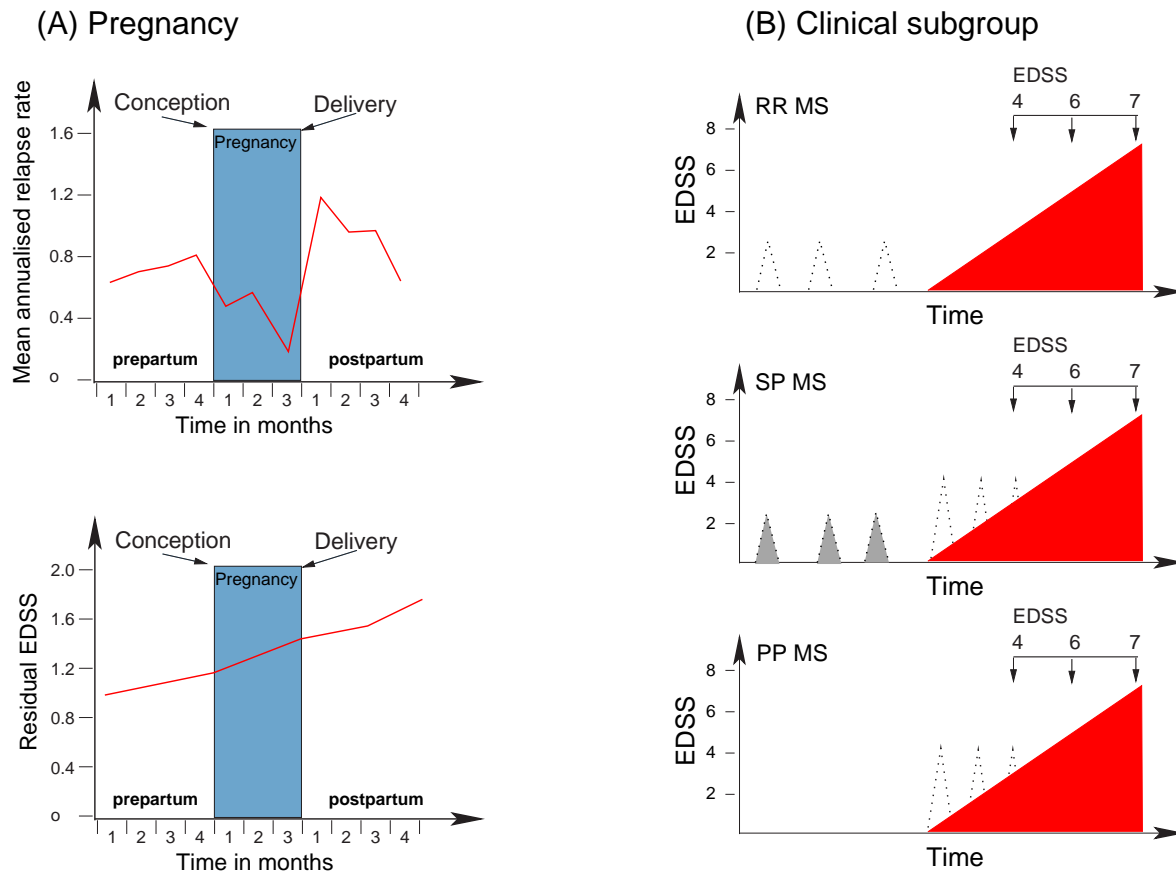 (A) Pregnancy
Conception
Delivery
Pregnancy
Mean annualised relapse rate
1.6
1.2
0.8
0.4
o
prepartum
postpartum
1 2 3 4 1 2 3 1 2 3 4
Time in months
Conception
Delivery
Pregnancy
Residual EDSS
2.0
1.6
1.2
0.8
0.4
o
prepartum
postpartum
1 2 3 4 1 2 3 1 2 3 4
Time in months
(B) Clinical subgroup
RR MS
EDSS
4 6 7
EDSS
8
6
4
2
Time
SP MS
EDSS
4 6 7
EDSS
8
6
4
2
Time
PP MS
EDSS
4 6 7
EDSS
8
6
4
2
Time